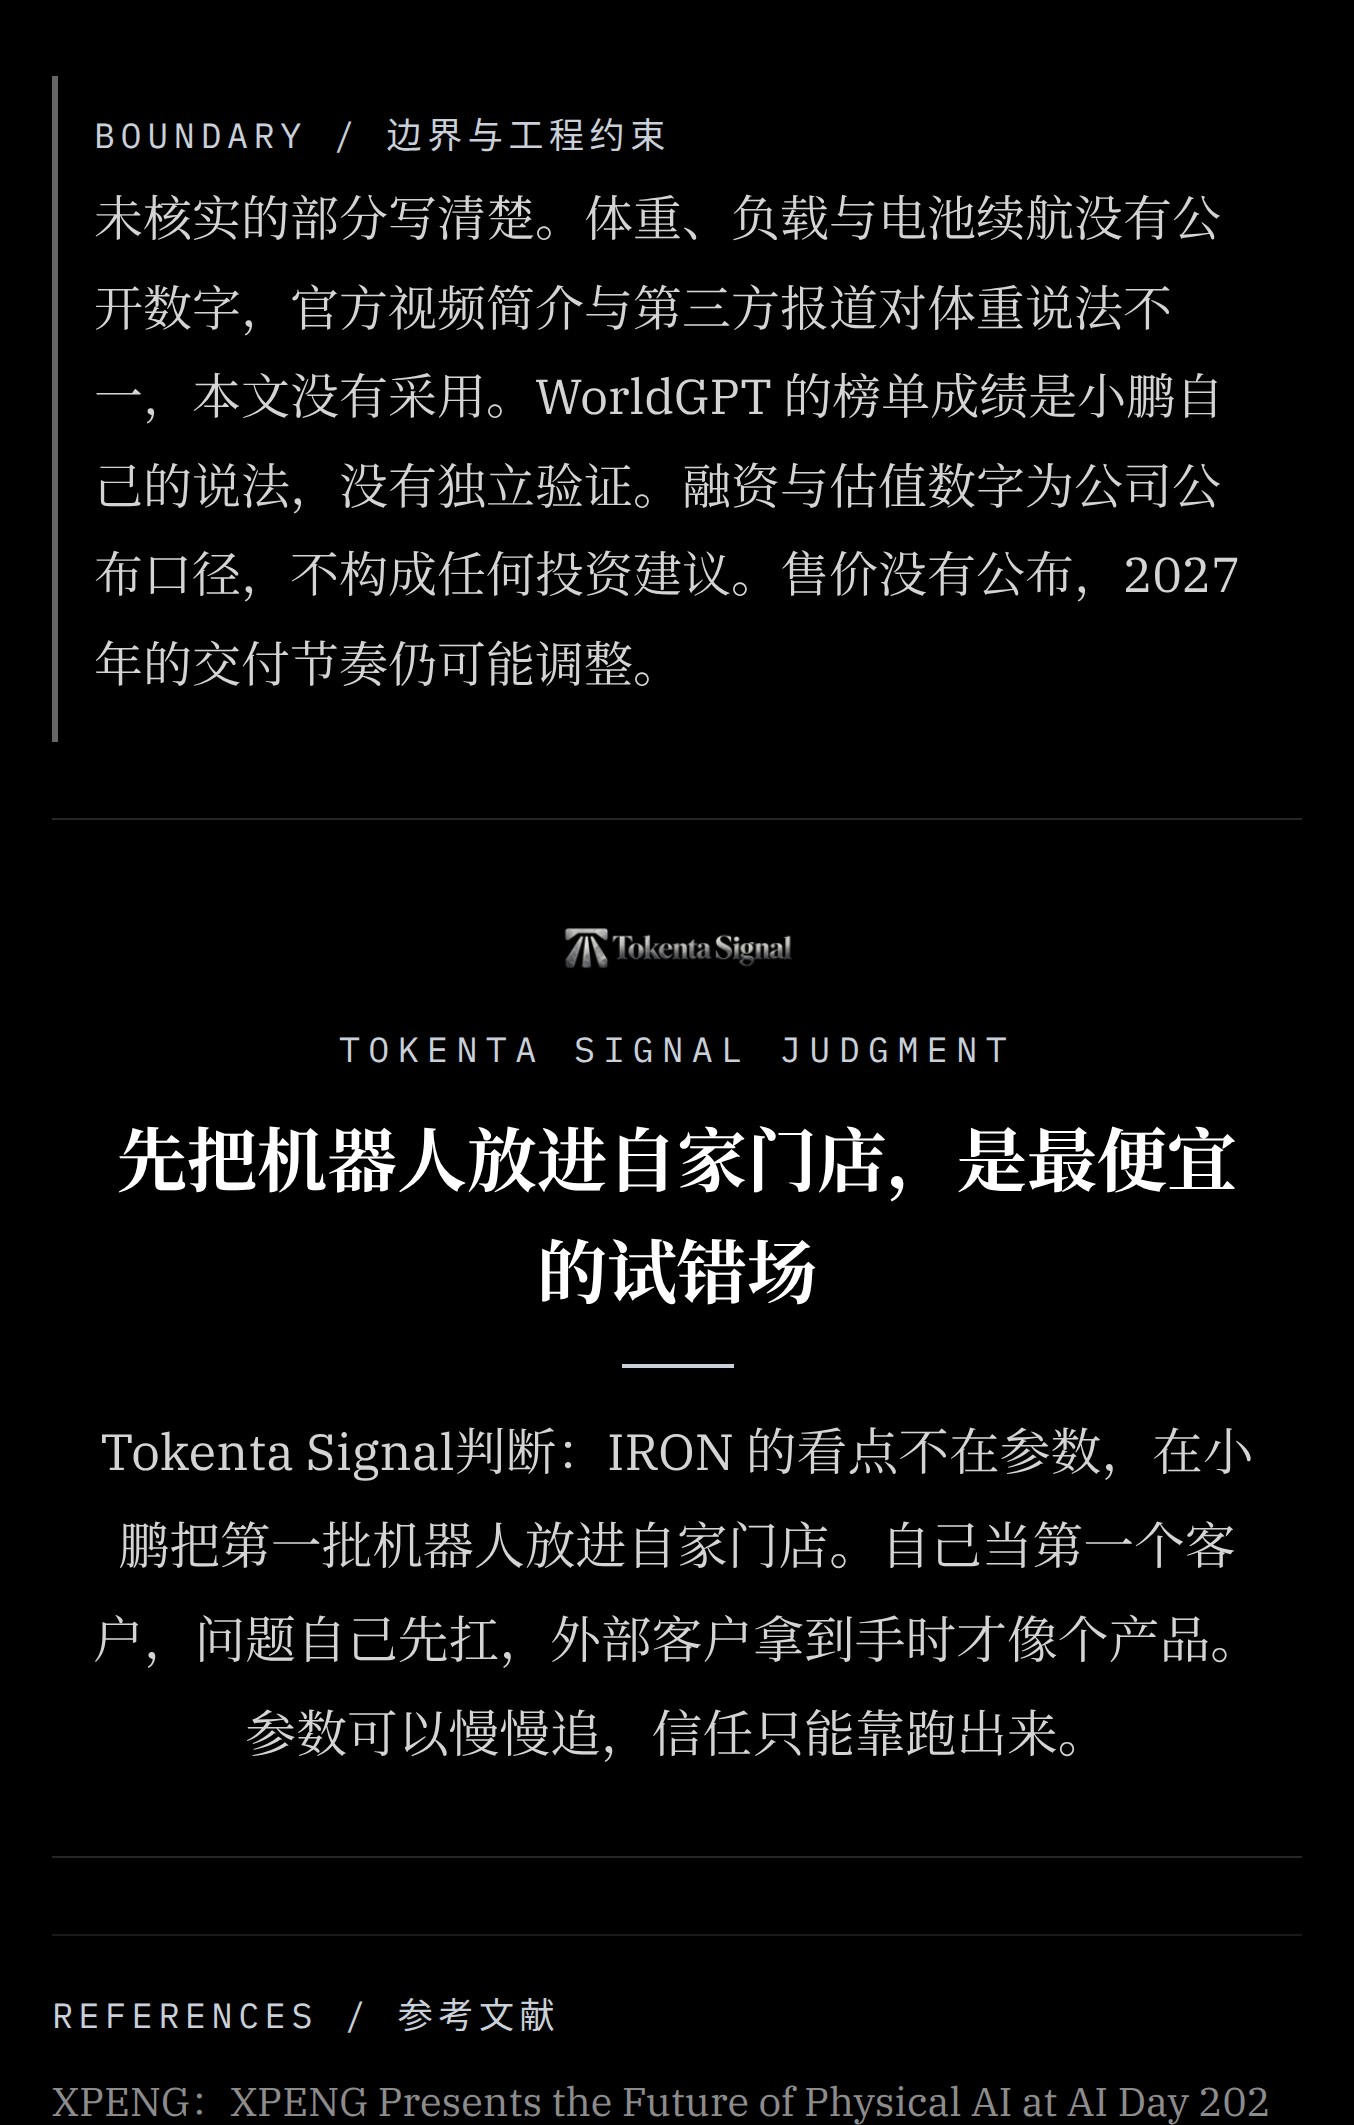 BOUNDARY / 边界与工程约束
未核实的部分写清楚。体重、负载与电池续航没有公
开数字，官方视频简介与第三方报道对体重说法不
一，本文没有采用。WorldGPT 的榜单成绩是小鹏自
己的说法，没有独立验证。融资与估值数字为公司公
布口径，不构成任何投资建议。售价没有公布，2027
年的交付节奏仍可能调整。
Tokenta Signal
TOKENTA SIGNAL JUDGMENT
先把机器人放进自家门店，是最便宜
的试错场
Tokenta Signal判断：IRON 的看点不在参数，在小
鹏把第一批机器人放进自家门店。自己当第一个客
户，问题自己先扛，外部客户拿到手时才像个产品。
参数可以慢慢追，信任只能靠跑出来。
REFERENCES / 参考文献
XPENG：XPENG Presents the Future of Physical AI at AI Day 202